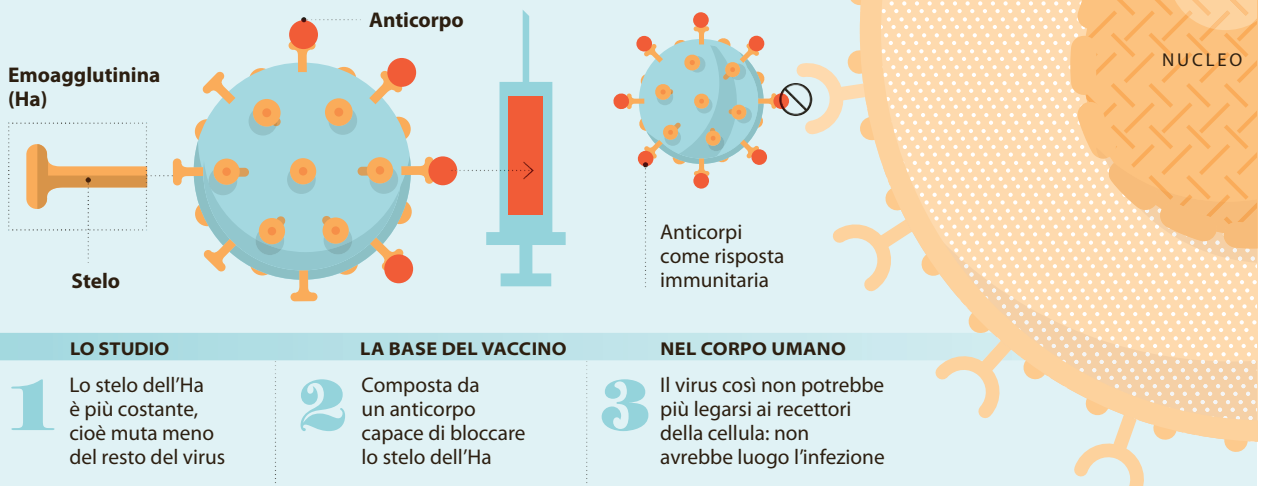 Anticorpo
Emoagglutinina
(Ha)
Stelo
NUCLEO
Anticorpi
come risposta
immunitaria
LO STUDIO
1
Lo stelo dell’Ha
è più costante,
cioè muta meno
del resto del virus
LA BASE DEL VACCINO
2
Composta da
un anticorpo
capace di bloccare
lo stelo dell’Ha
NEL CORPO UMANO
3
Il virus così non potrebbe
più legarsi ai recettori
della cellula: non
avrebbe luogo l’infezione